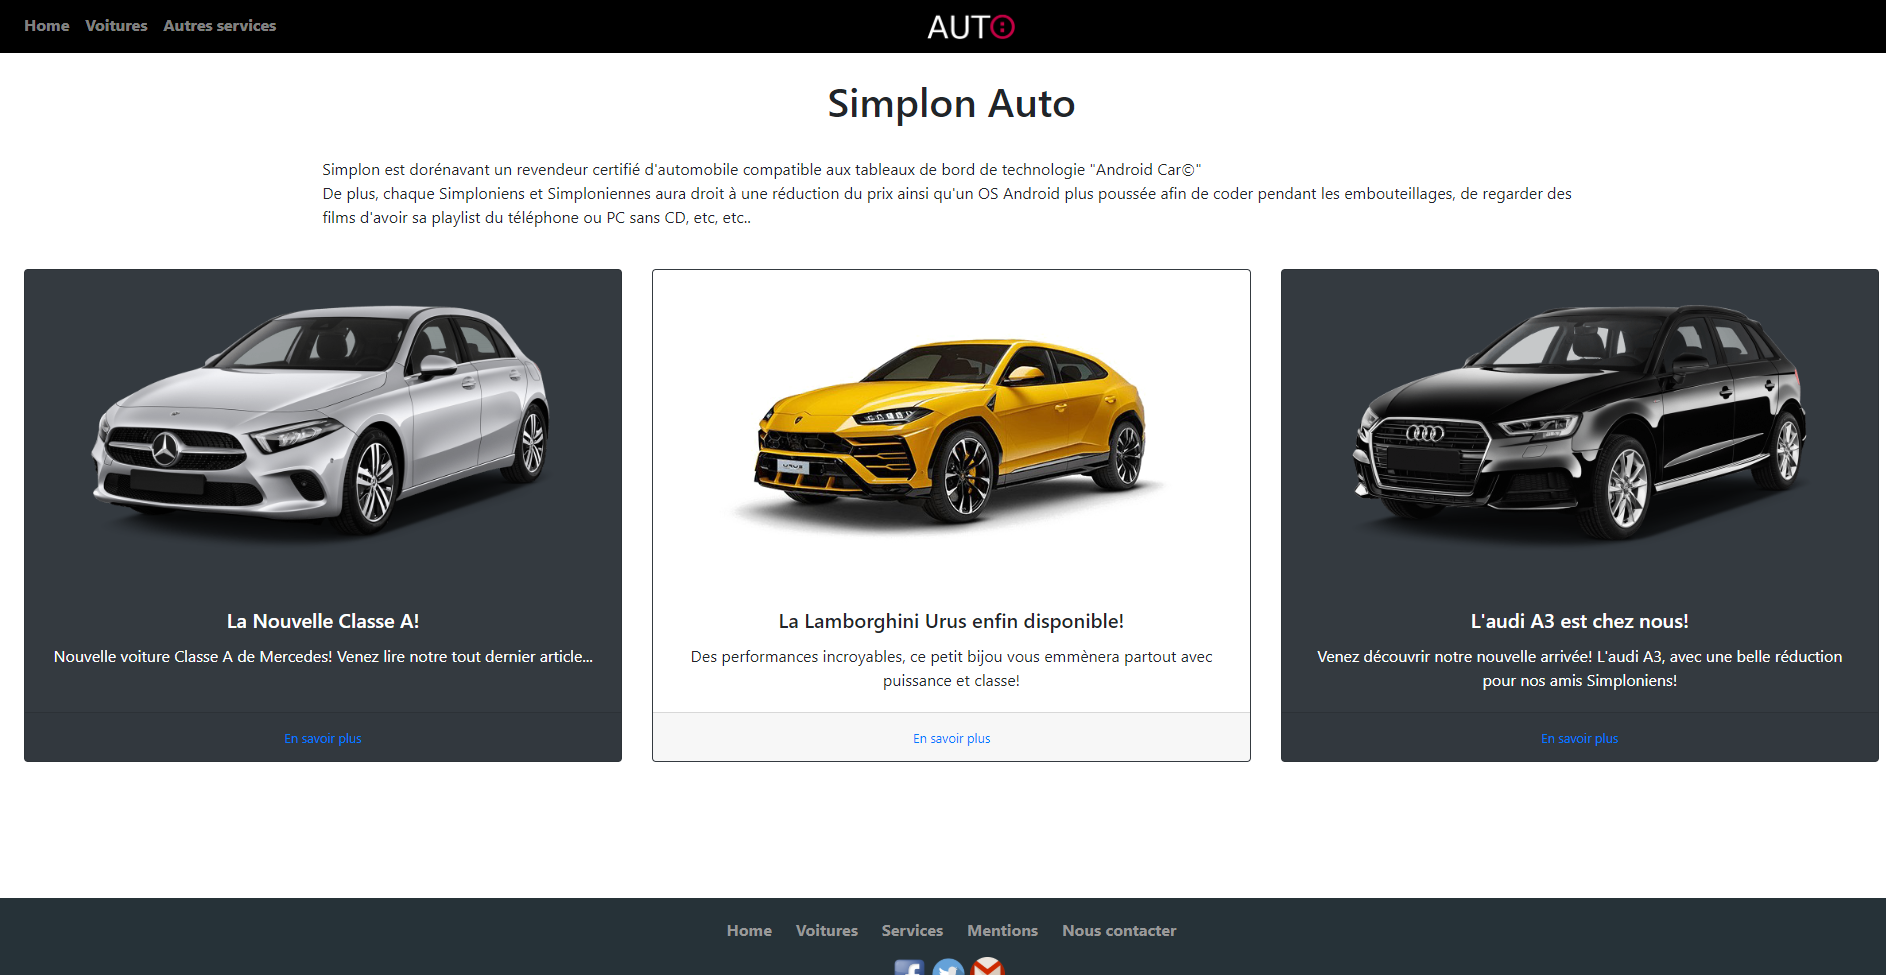 Home Voitures Autres services AUTO
Simplon Auto
Simplon est dorénavant un revendeur certifié d'automobile compatible aux tableaux de bord de technologie "Android Car©"
De plus, chaque Simploniens et Simploniennes aura droit à une réduction du prix ainsi qu'un OS Android plus poussée afin de coder pendant les embouteillages, de regarder des
films d'avoir sa playlist du téléphone ou PC sans CD, etc, etc..
URUS
La Nouvelle Classe A!
Nouvelle voiture Classe A de Mercedes! Venez lire notre tout dernier article...
En savoir plus
La Lamborghini Urus enfin disponible!
Des performances incroyables, ce petit bijou vous emmènera partout avec
puissance et classe!
En savoir plus
L'audi A3 est chez nous!
Venez découvrir notre nouvelle arrivée! L'audi A3, avec une belle réduction
pour nos amis Simploniens!
En savoir plus
Home Voitures Services Mentions Nous contacter